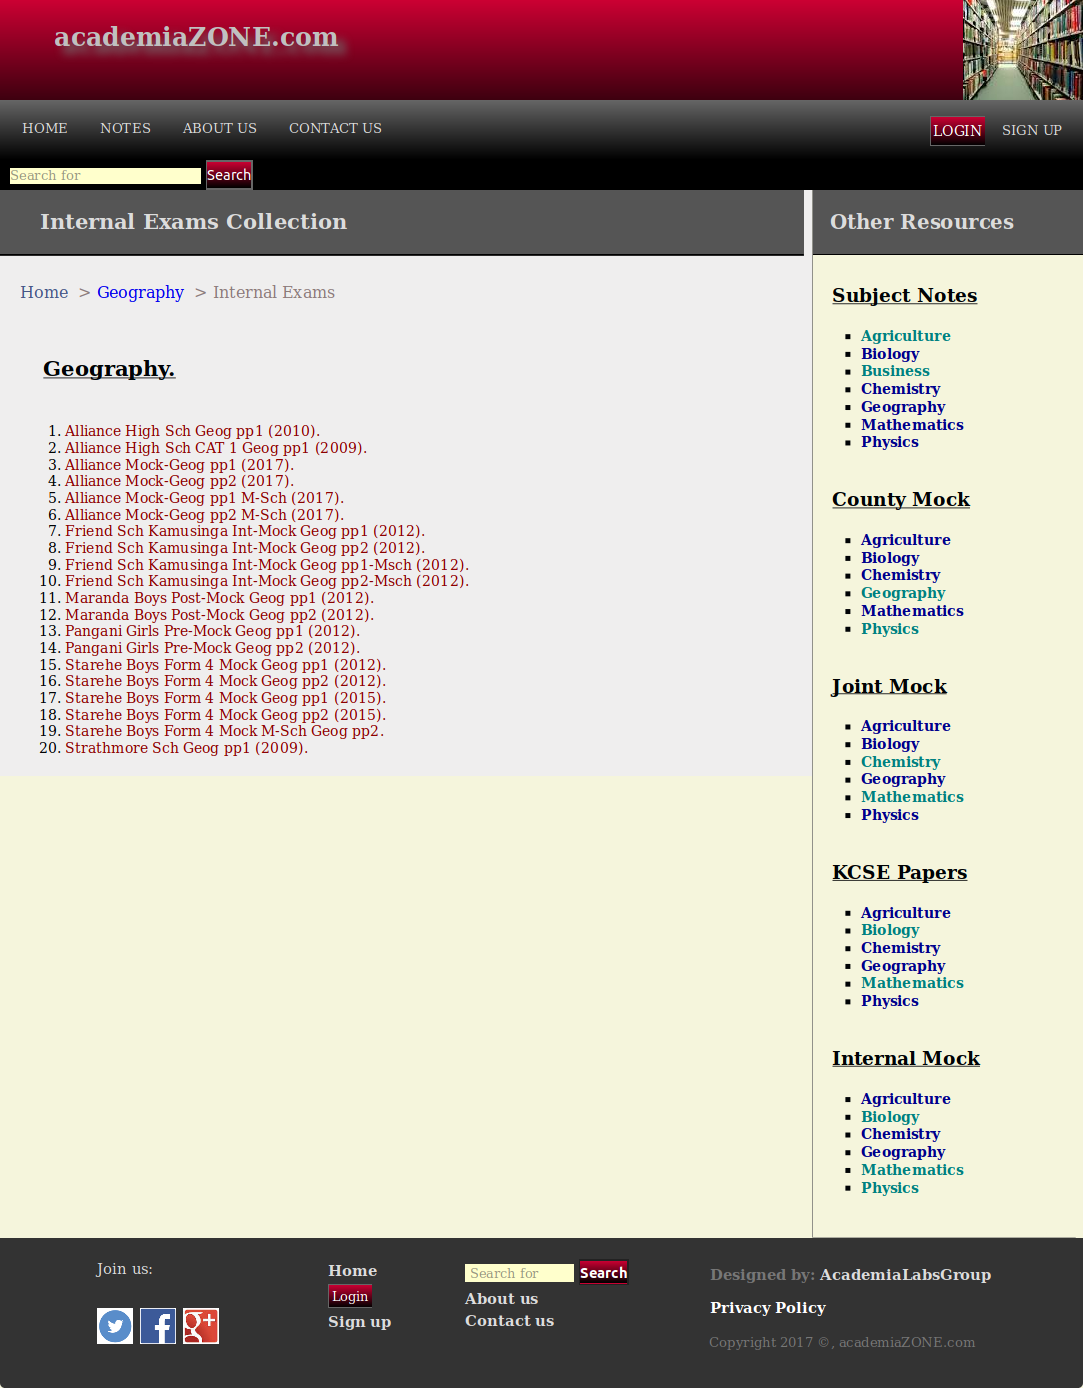 academiaZONE.com
HOME NOTES ABOUT US CONTACT US LOGIN SIGN UP
Search for Search
Internal Exams Collection
Home > Geography > Internal Exams
Geography.
1. Alliance High Sch Geog pp1 (2010).
2. Alliance High Sch CAT 1 Geog pp1 (2009).
3. Alliance Mock-Geog pp1 (2017).
4. Alliance Mock-Geog pp2 (2017).
5. Alliance Mock-Geog pp1 M-Sch (2017).
6. Alliance Mock-Geog pp2 M-Sch (2017).
7. Friend Sch Kamusinga Int-Mock Geog pp1 (2012).
8. Friend Sch Kamusinga Int-Mock Geog pp2 (2012).
9. Friend Sch Kamusinga Int-Mock Geog pp1-Msch (2012).
10. Friend Sch Kamusinga Int-Mock Geog pp2-Msch (2012).
11. Maranda Boys Post-Mock Geog pp1 (2012).
12. Maranda Boys Post-Mock Geog pp2 (2012).
13. Pangani Girls Pre-Mock Geog pp1 (2012).
14. Pangani Girls Pre-Mock Geog pp2 (2012).
15. Starehe Boys Form 4 Mock Geog pp1 (2012).
16. Starehe Boys Form 4 Mock Geog pp2 (2012).
17. Starehe Boys Form 4 Mock Geog pp1 (2015).
18. Starehe Boys Form 4 Mock Geog pp2 (2015).
19. Starehe Boys Form 4 Mock M-Sch Geog pp2.
20. Strathmore Sch Geog pp1 (2009).
Other Resources
Subject Notes
Agriculture
Biology
Business
Chemistry
Geography
Mathematics
Physics
County Mock
Agriculture
Biology
Chemistry
Geography
Mathematics
Physics
Joint Mock
Agriculture
Biology
Chemistry
Geography
Mathematics
Physics
KCSE Papers
Agriculture
Biology
Chemistry
Geography
Mathematics
Physics
Internal Mock
Agriculture
Biology
Chemistry
Geography
Mathematics
Physics
Join us:
Home
Login
Sign up
Search for Search
About us
Contact us
Designed by: AcademiaLabsGroup
Privacy Policy
Copyright 2017 ©, academiaZONE.com